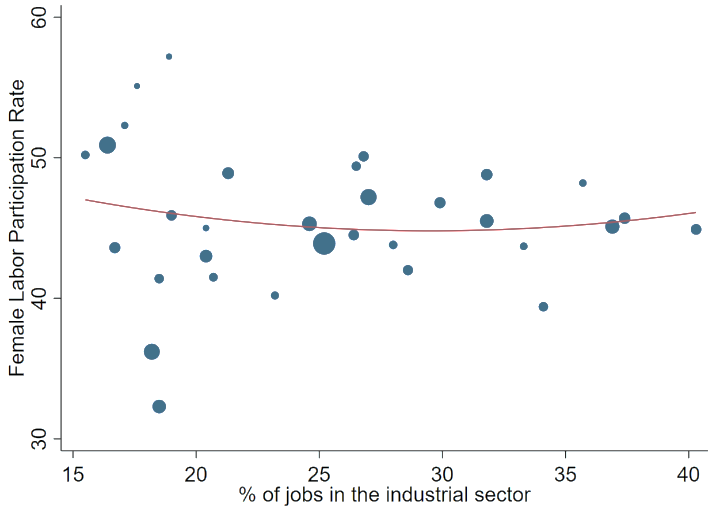 Female Labor Participation Rate
60
50
40
30
15 20 25 30 35 40
% of jobs in the industrial sector